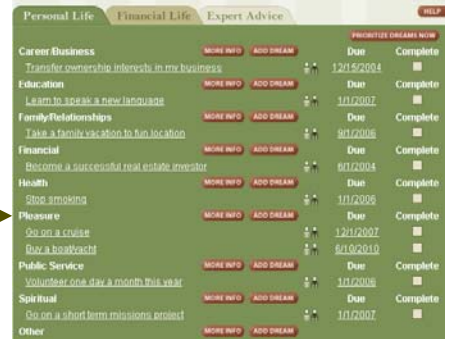 Personal Life Financial Life Expert Advice HELP
PRIORITIZE DREAMS NOW
Career/Business MORE INFO ADD DREAM Due Complete
Transfer ownership interests in my business 12/15/2004
Education MORE INFO ADD DREAM Due Complete
Learn to speak a new language 1/1/2007
Family/Relationships MORE INFO ADD DREAM Due Complete
Take a family vacation to fun location 9/1/2006
Financial MORE INFO ADD DREAM Due Complete
Become a successful real estate investor 6/1/2004
Health MORE INFO ADD DREAM Due Complete
Stop smoking 1/1/2006
Pleasure MORE INFO ADD DREAM Due Complete
Go on a cruise 12/1/2007
Buy a boat/yacht 6/10/2010
Public Service MORE INFO ADD DREAM Due Complete
Volunteer one day a month this year 1/1/2006
Spiritual MORE INFO ADD DREAM Due Complete
Go on a short term missions project 1/1/2007
Other MORE INFO ADD DREAM Due Complete